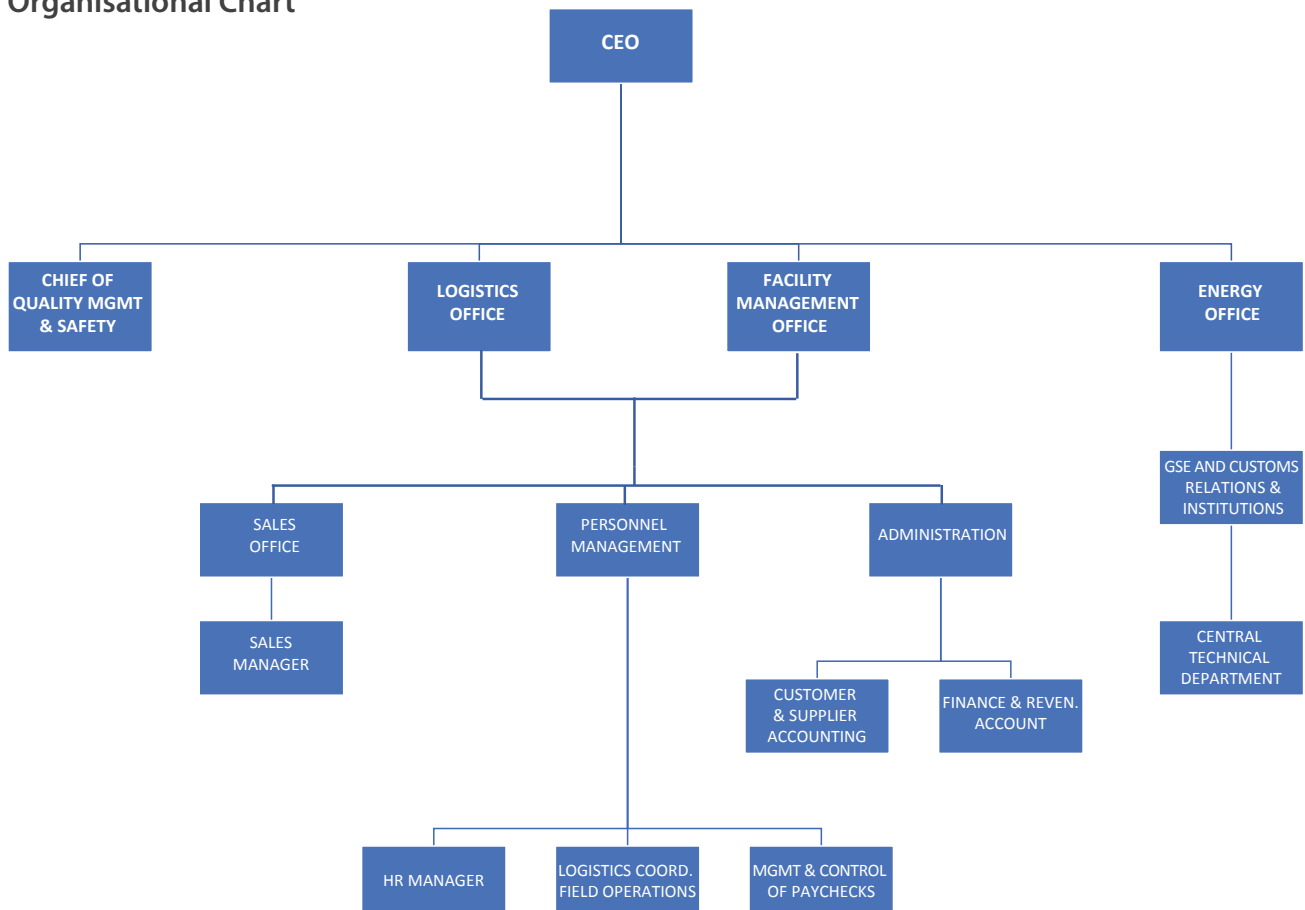 Organisational Chart
CEO
CHIEF OF
QUALITY MGMT
& SAFETY
LOGISTICS
OFFICE
FACILITY
MANAGEMENT
OFFICE
ENERGY
OFFICE
GSE AND CUSTOMS
RELATIONS &
INSTITUTIONS
SALES
OFFICE
PERSONNEL
MANAGEMENT
ADMINISTRATION
SALES
MANAGER
CENTRAL
TECHNICAL
DEPARTMENT
CUSTOMER
& SUPPLIER
ACCOUNTING
FINANCE & REVEN.
ACCOUNT
HR MANAGER
LOGISTICS COORD.
FIELD OPERATIONS
MGMT & CONTROL
OF PAYCHECKS